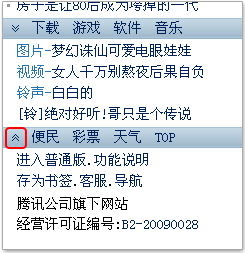 房子是让80后成为垮掉的一代
下载 游戏 软件 音乐
图片-梦幻诛仙可爱电眼娃娃
视频-女人千万别熬夜后果自负
铃声-白白的
[铃]绝对好听!哥只是个传说
便民 彩票 天气 TOP
进入普通版.功能说明
存为书签.客服.导航
腾讯公司旗下网站
经营许可证编号:B2-20090028